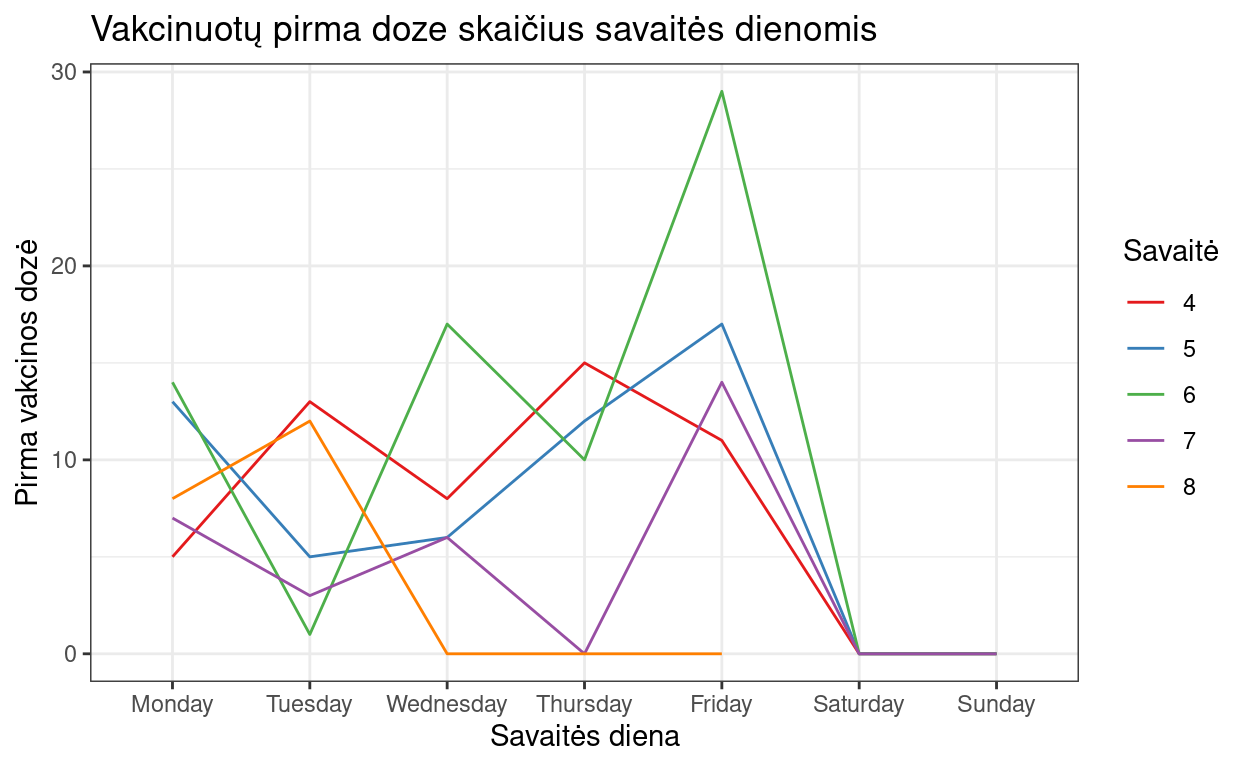 Vakcinuotų pirma doze skaičius savaitės dienomis
Pirma vakcinos dozė
30
20
10
0
Monday Tuesday Wednesday Thursday Friday Saturday Sunday
Savaitės diena
Savaitė
4
5
6
7
8